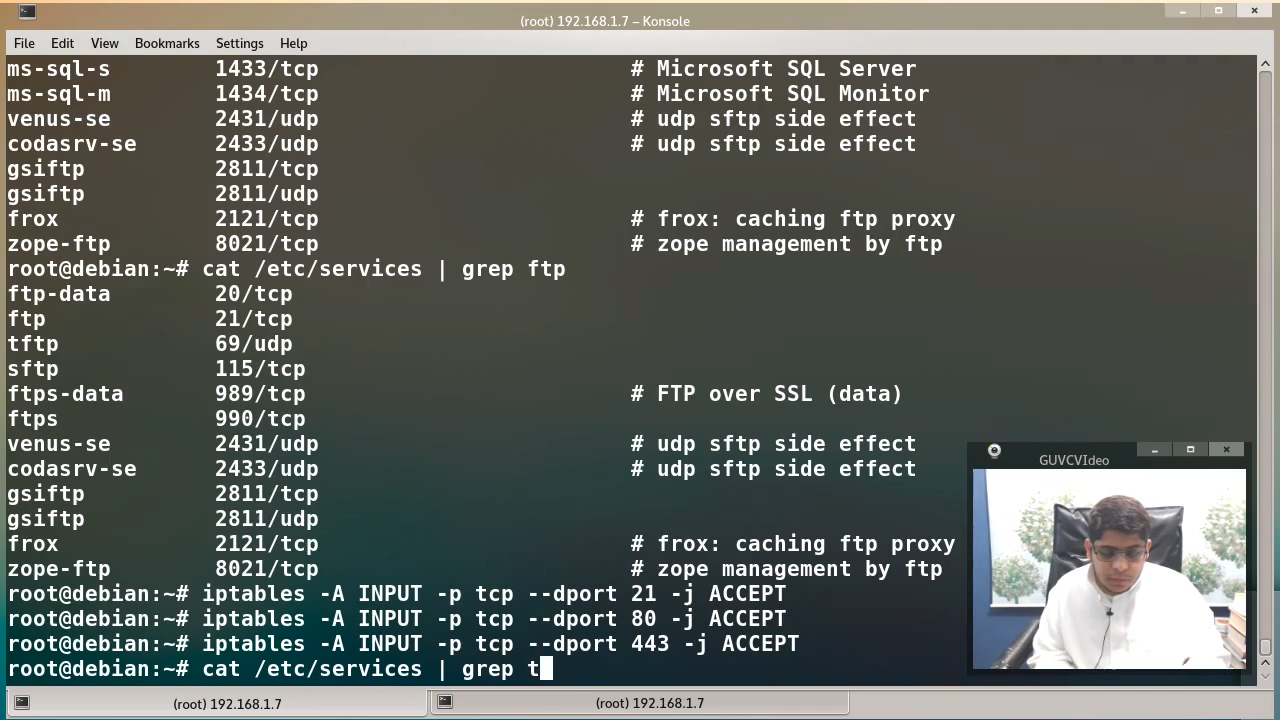 (root) 192.168.1.7 – Konsole
File Edit View Bookmarks Settings Help
ms-sql-s 1433/tcp # Microsoft SQL Server
ms-sql-m 1434/tcp # Microsoft SQL Monitor
venus-se 2431/udp # udp sftp side effect
codasrv-se 2433/udp # udp sftp side effect
gsiftp 2811/tcp
gsiftp 2811/udp
frox 2121/tcp # frox: caching ftp proxy
zope-ftp 8021/tcp # zope management by ftp
root@debian:~# cat /etc/services | grep ftp
ftp-data 20/tcp
ftp 21/tcp
tftp 69/udp
sftp 115/tcp
ftps-data 989/tcp # FTP over SSL (data)
ftps 990/tcp
venus-se 2431/udp # udp sftp side effect
codasrv-se 2433/udp # udp sftp side effect
gsiftp 2811/tcp
gsiftp 2811/udp
frox 2121/tcp # frox: caching ftp proxy
zope-ftp 8021/tcp # zope management by ftp
root@debian:~# iptables -A INPUT -p tcp --dport 21 -j ACCEPT
root@debian:~# iptables -A INPUT -p tcp --dport 80 -j ACCEPT
root@debian:~# iptables -A INPUT -p tcp --dport 443 -j ACCEPT
root@debian:~# cat /etc/services | grep t
GUVCVIdeo
(root) 192.168.1.7
(root) 192.168.1.7